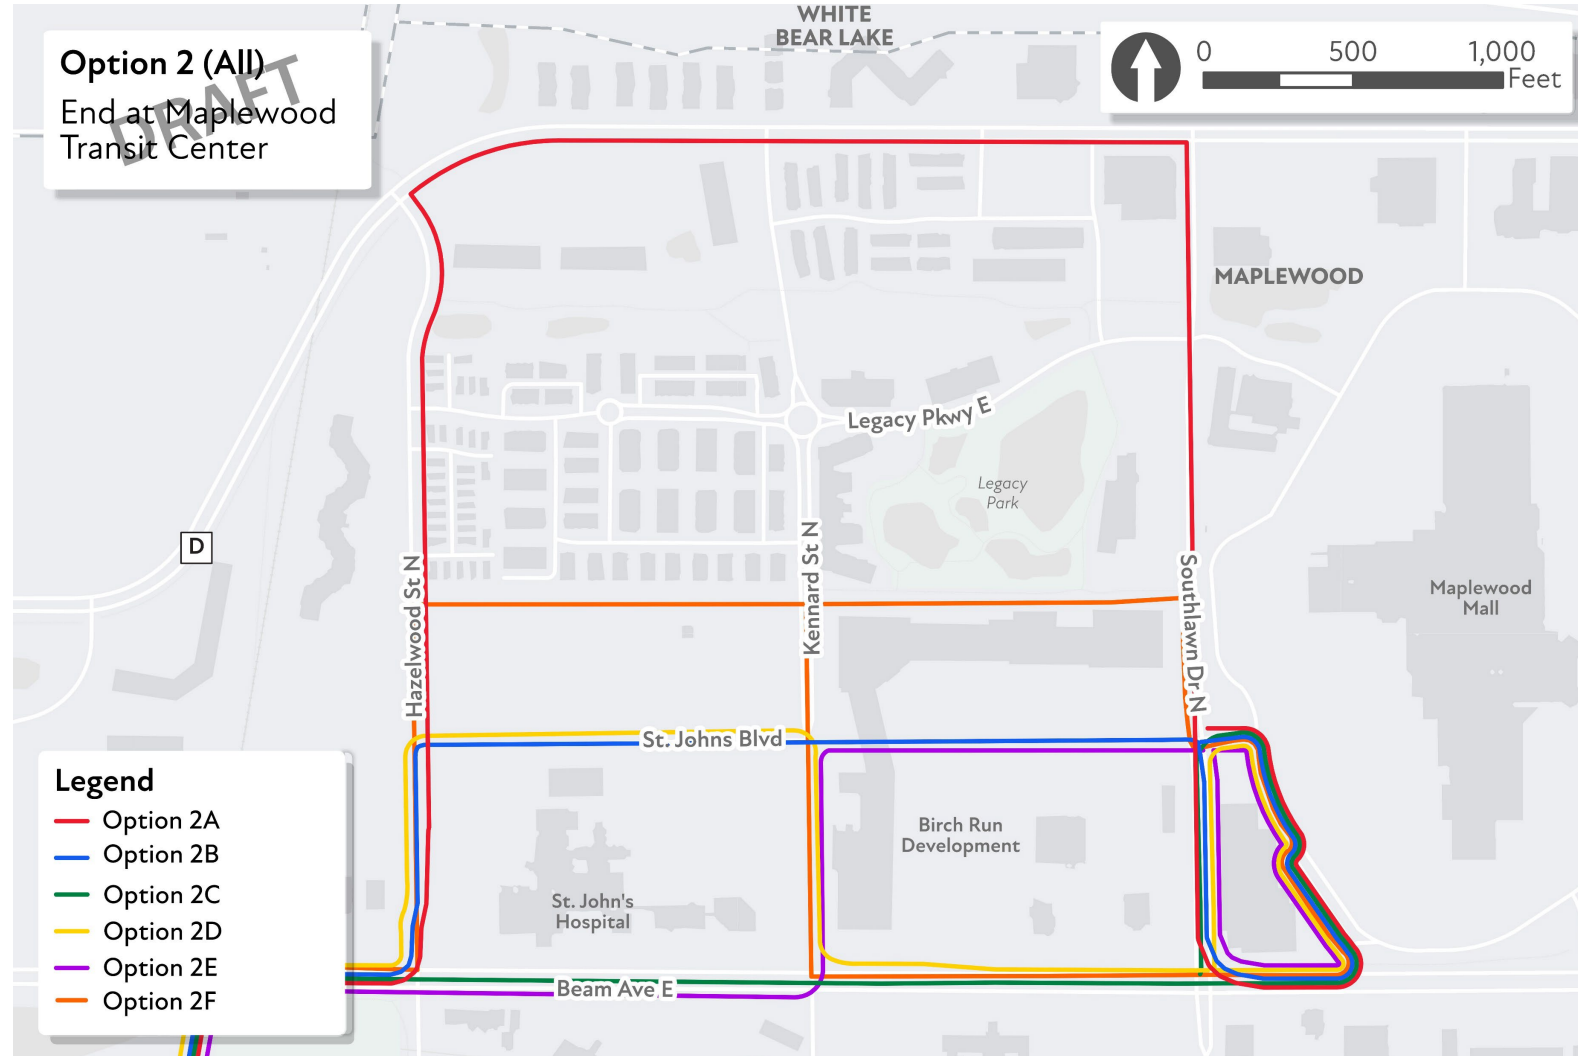 WHITE
BEAR LAKE
Option 2 (All)
End at Maplewood
Transit Center
DRAFT
0 500 1,000
Feet
MAPLEWOOD
Legacy Pkwy E
Legacy
Park
D
Hazelwood St N
Kennard St N
Southlawn Dr N
Maplewood
Mall
St. Johns Blvd
Birch Run
Development
St. John's
Hospital
Beam Ave E
Legend
Option 2A
Option 2B
Option 2C
Option 2D
Option 2E
Option 2F